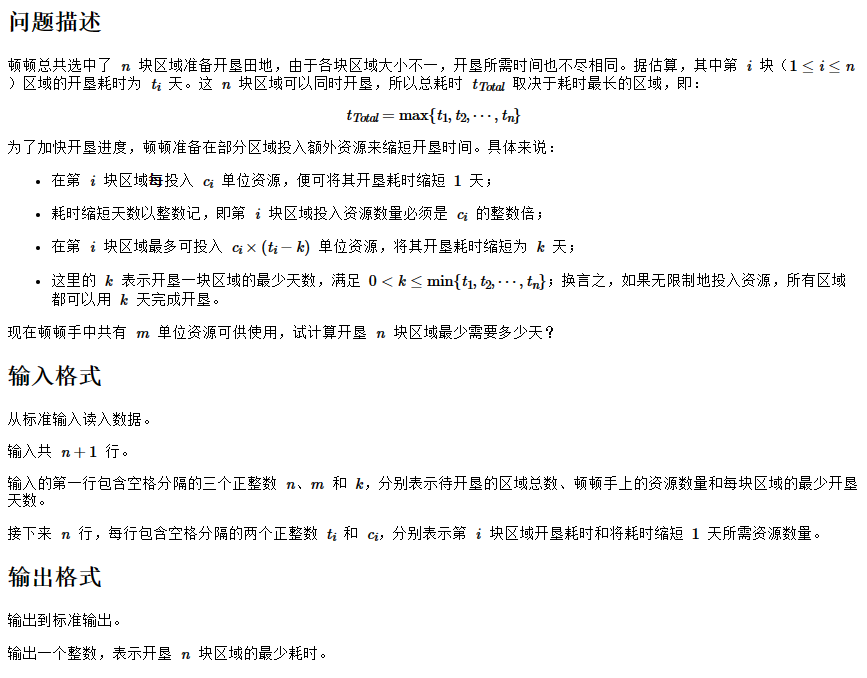 问题描述
顿顿总共选中了 n 块区域准备开垦田地，由于各块区域大小不一，开垦所需时间也不尽相同。据估算，其中第 i 块（1 ≤ i ≤ n
）区域的开垦耗时为 t_i 天。这 n 块区域可以同时开垦，所以总耗时 t_Total 取决于耗时最长的区域，即：
t_Total = max{t_1, t_2, ⋯, t_n}
为了加快开垦进度，顿顿准备在部分区域投入额外资源来缩短开垦时间。具体来说：
• 在第 i 块区域每投入 c_i 单位资源，便可将其开垦耗时缩短 1 天；
• 耗时缩短天数以整数记，即第 i 块区域投入资源数量必须是 c_i 的整数倍；
• 在第 i 块区域最多可投入 c_i × (t_i − k) 单位资源，将其开垦耗时缩短为 k 天；
• 这里的 k 表示开垦一块区域的最少天数，满足 0 < k ≤ min{t_1, t_2, ⋯, t_n}；换言之，如果无限制地投入资源，所有区域
都可以用 k 天完成开垦。
现在顿顿手中共有 m 单位资源可供使用，试计算开垦 n 块区域最少需要多少天？
输入格式
从标准输入读入数据。
输入共 n + 1 行。
输入的第一行包含空格分隔的三个正整数 n、m 和 k，分别表示待开垦的区域总数、顿顿手上的资源数量和每块区域的最少开垦
天数。
接下来 n 行，每行包含空格分隔的两个正整数 t_i 和 c_i，分别表示第 i 块区域开垦耗时和将耗时缩短 1 天所需资源数量。
输出格式
输出到标准输出。
输出一个整数，表示开垦 n 块区域的最少耗时。